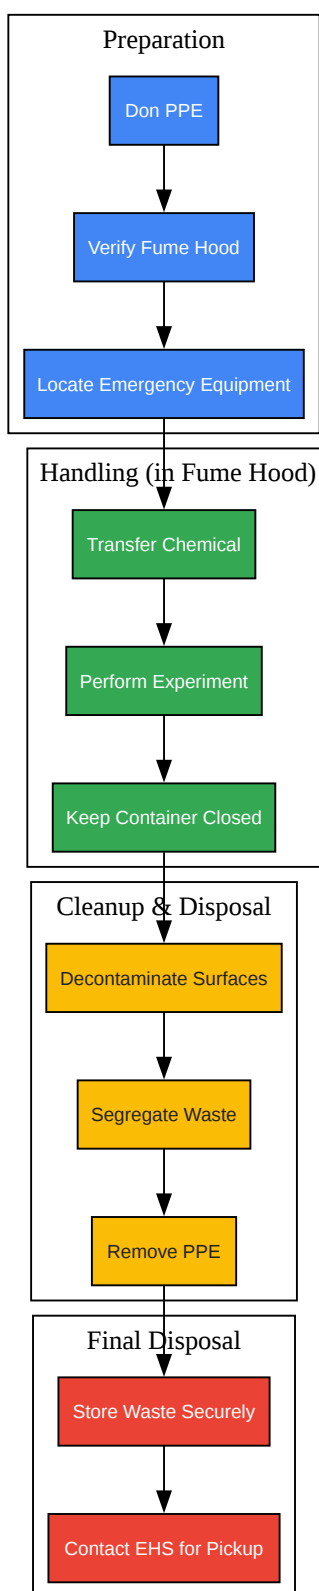 Preparation
Don PPE
Verify Fume Hood
Locate Emergency Equipment
Handling (in Fume Hood)
Transfer Chemical
Perform Experiment
Keep Container Closed
Cleanup & Disposal
Decontaminate Surfaces
Segregate Waste
Remove PPE
Final Disposal
Store Waste Securely
Contact EHS for Pickup